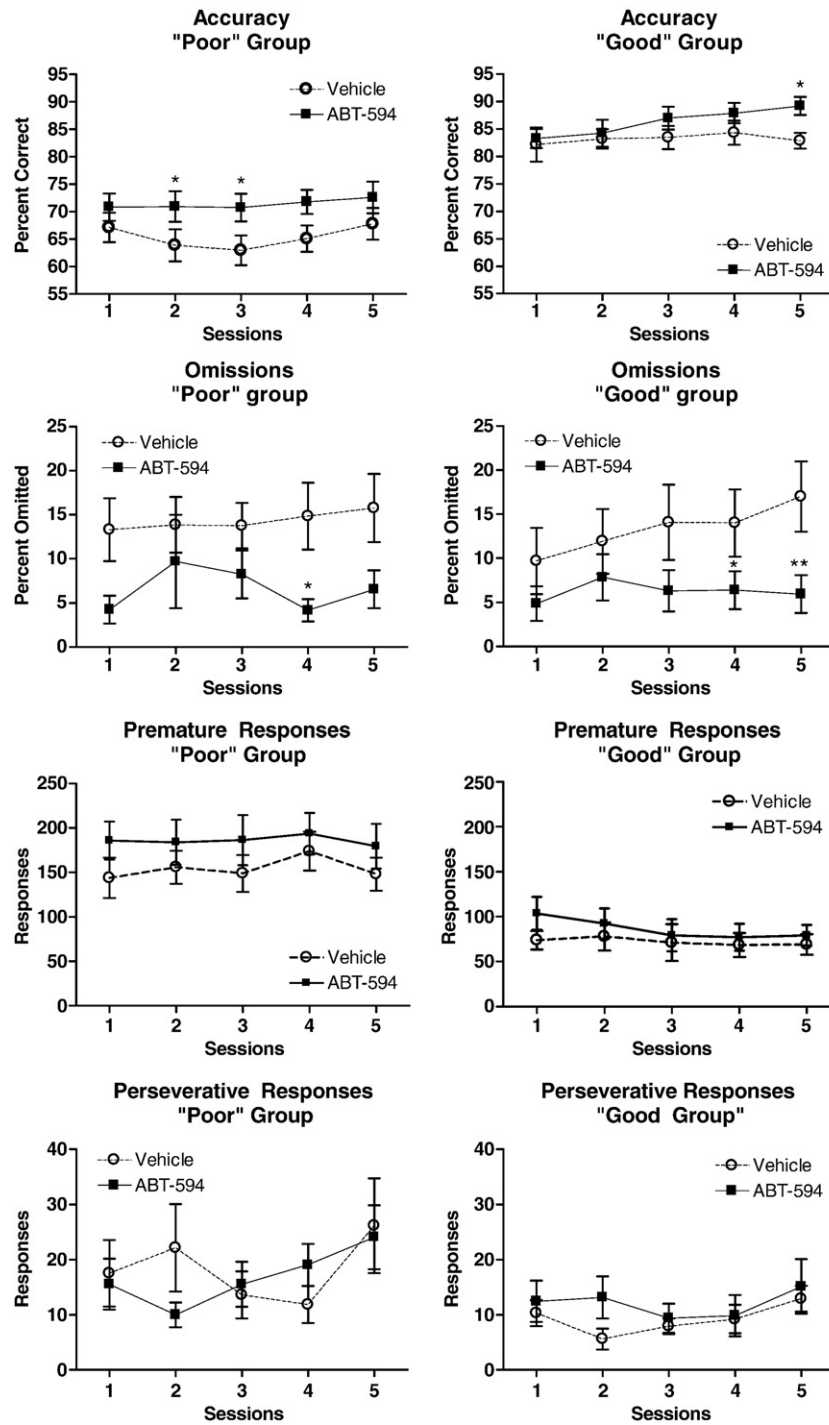 Accuracy
"Poor" Group
Percent Correct
95
90
85
80
75
70
65
60
55
Vehicle
ABT-594
*
*
1 2 3 4 5
Sessions
Accuracy
"Good" Group
Percent Correct
95
90
85
80
75
70
65
60
55
*
Vehicle
ABT-594
1 2 3 4 5
Sessions
Omissions
"Poor" group
Percent Omitted
25
20
15
10
5
0
Vehicle
ABT-594
*
1 2 3 4 5
Sessions
Omissions
"Good" group
Percent Omitted
25
20
15
10
5
0
Vehicle
ABT-594
*
**
1 2 3 4 5
Sessions
Premature Responses
"Poor" Group
Responses
250
200
150
100
50
0
Vehicle
ABT-594
1 2 3 4 5
Sessions
Premature Responses
"Good" Group
Responses
250
200
150
100
50
0
Vehicle
ABT-594
1 2 3 4 5
Sessions
Perseverative Responses
"Poor" Group
Responses
40
30
20
10
0
Vehicle
ABT-594
1 2 3 4 5
Sessions
Perseverative Responses
"Good Group"
Responses
40
30
20
10
0
Vehicle
ABT-594
1 2 3 4 5
Sessions